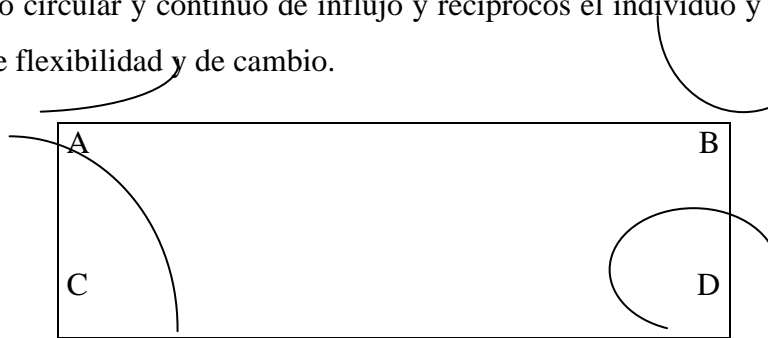 o circular y continuo de influjo y recíprocos el individuo y
e flexibilidad y de cambio.
A B
C D